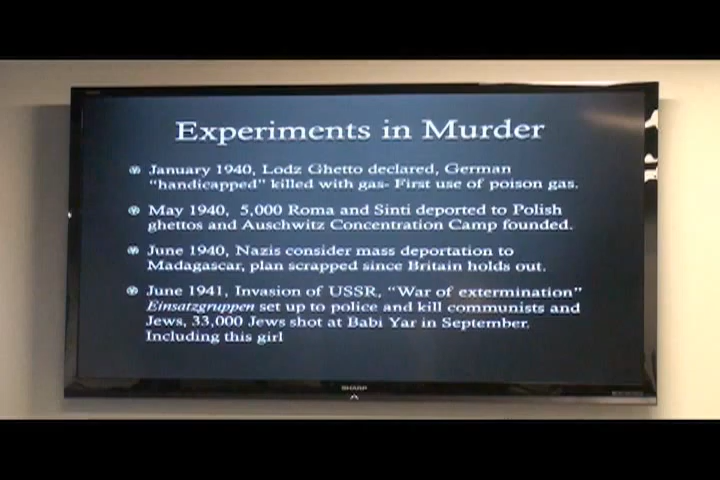 Experiments in Murder
January 1940, Lodz Ghetto declared, German
"handicapped" killed with gas- First use of poison gas.
May 1940, 5,000 Roma and Sinti deported to Polish
ghettos and Auschwitz Concentration Camp founded.
June 1940, Nazis consider mass deportation to
Madagascar, plan scrapped since Britain holds out.
June 1941, Invasion of USSR, "War of extermination"
Einsatzgruppen set up to police and kill communists and
Jews, 33,000 Jews shot at Babi Yar in September.
Including this girl
SHARP